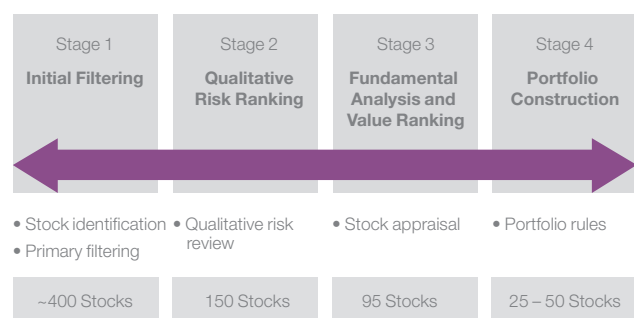 Stage 1
Initial Filtering
Stage 2
Qualitative
Risk Ranking
Stage 3
Fundamental
Analysis and
Value Ranking
Stage 4
Portfolio
Construction
• Stock identification
• Primary filtering
• Qualitative risk
review
• Stock appraisal
• Portfolio rules
~400 Stocks
150 Stocks
95 Stocks
25 – 50 Stocks